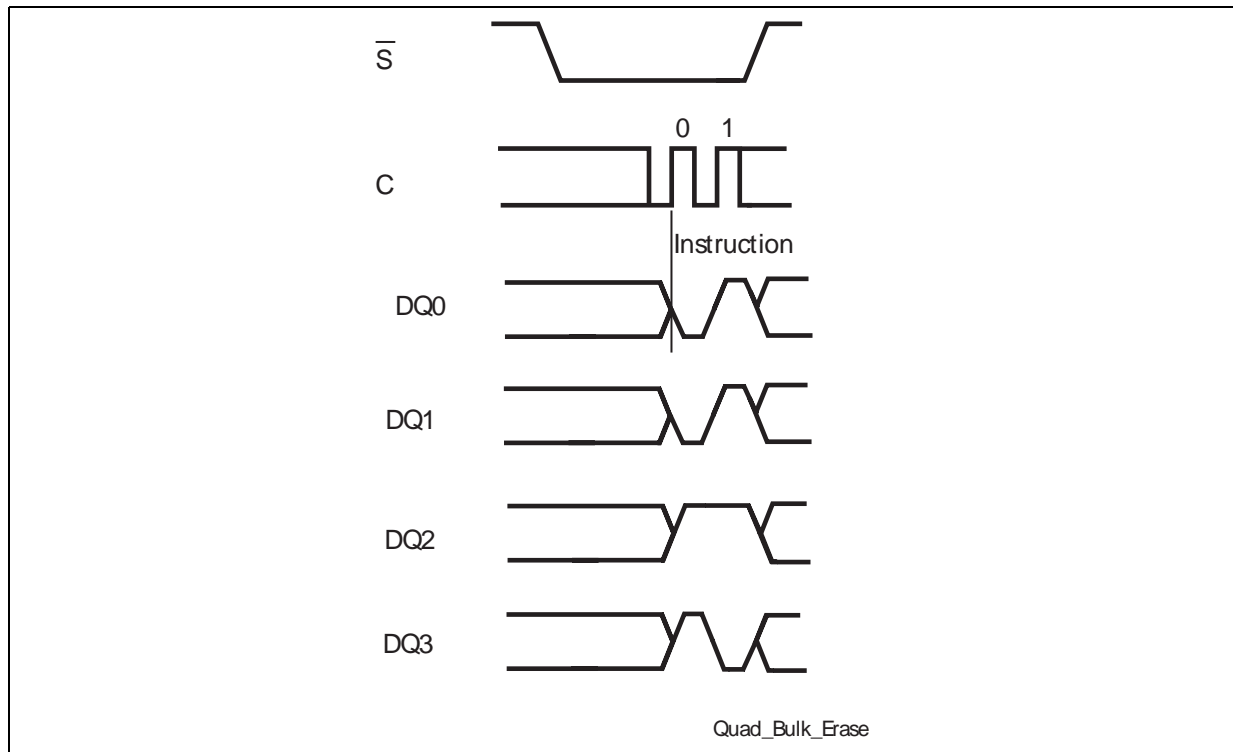 S̅
0 1
C
Instruction
DQ0
DQ1
DQ2
DQ3
Quad_Bulk_Erase